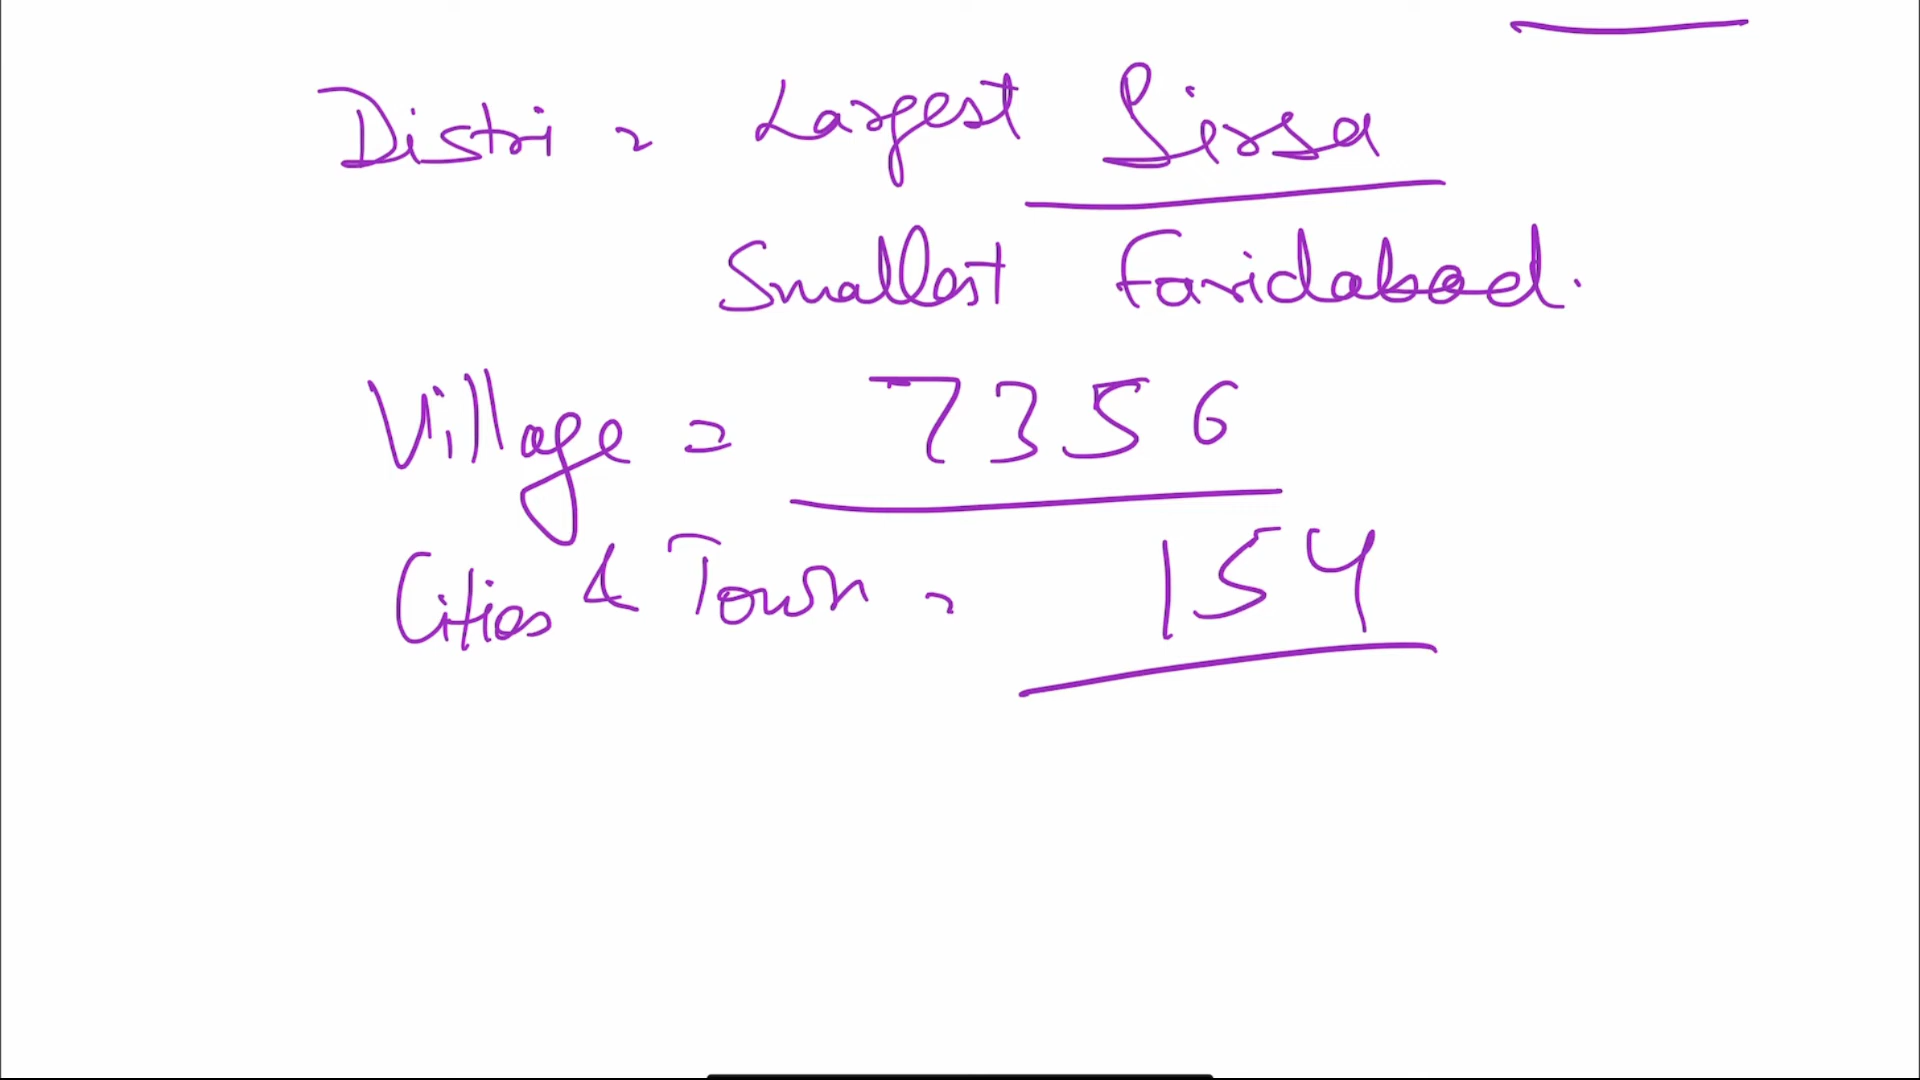 Distri = Largest Sirsa
Smallest Faridabad.
Village = 7356
Cities & Town = 154